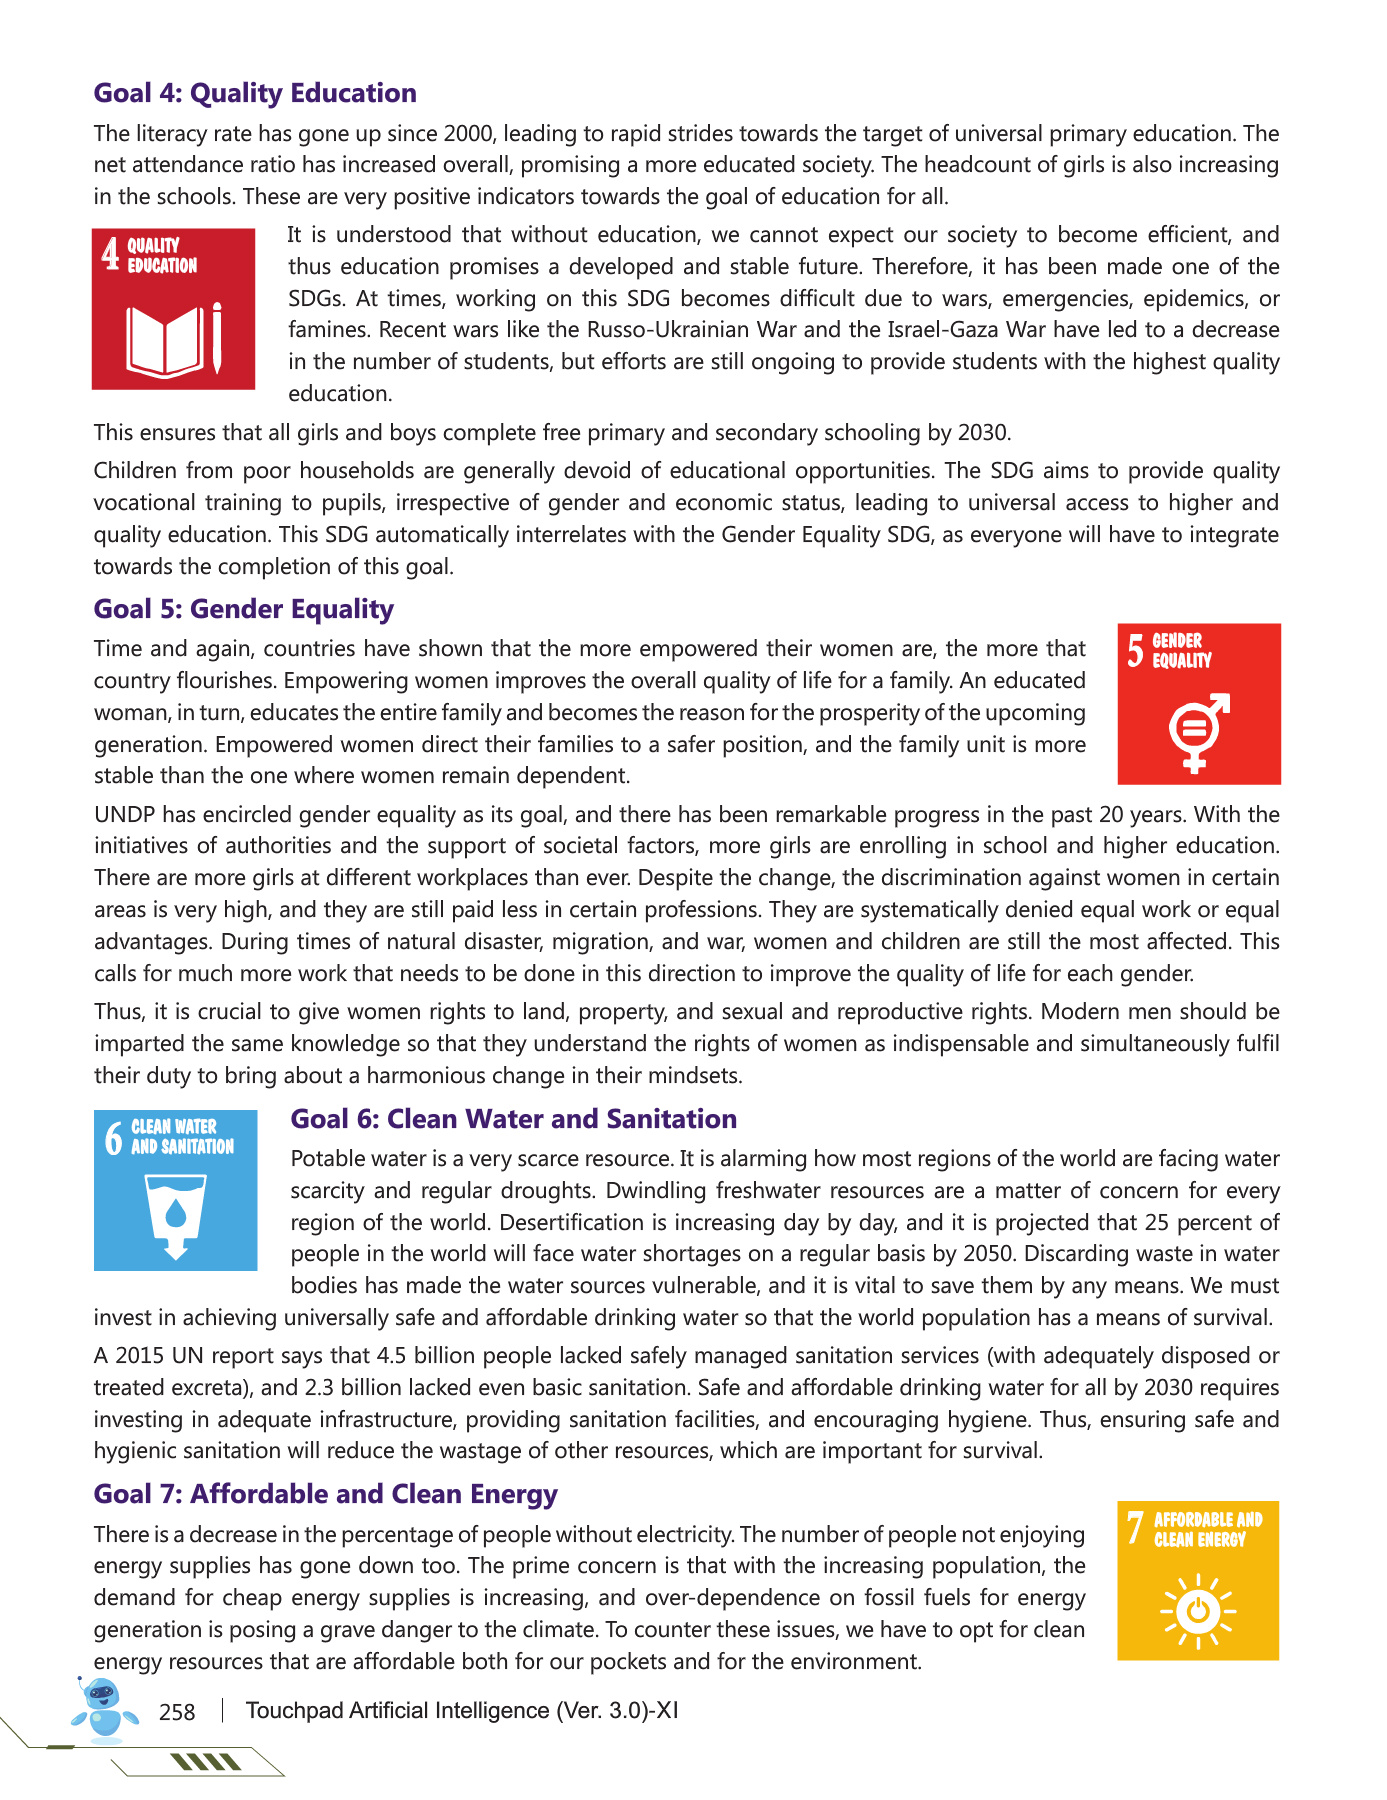 Goal 4: Quality Education
The literacy rate has gone up since 2000, leading to rapid strides towards the target of universal primary education. The
net attendance ratio has increased overall, promising a more educated society. The headcount of girls is also increasing
in the schools. These are very positive indicators towards the goal of education for all.
4 QUALITY
EDUCATION
It is understood that without education, we cannot expect our society to become efficient, and
thus education promises a developed and stable future. Therefore, it has been made one of the
SDGs. At times, working on this SDG becomes difficult due to wars, emergencies, epidemics, or
famines. Recent wars like the Russo-Ukrainian War and the Israel-Gaza War have led to a decrease
in the number of students, but efforts are still ongoing to provide students with the highest quality
education.
This ensures that all girls and boys complete free primary and secondary schooling by 2030.
Children from poor households are generally devoid of educational opportunities. The SDG aims to provide quality
vocational training to pupils, irrespective of gender and economic status, leading to universal access to higher and
quality education. This SDG automatically interrelates with the Gender Equality SDG, as everyone will have to integrate
towards the completion of this goal.
Goal 5: Gender Equality
5 GENDER
EQUALITY
Time and again, countries have shown that the more empowered their women are, the more that
country flourishes. Empowering women improves the overall quality of life for a family. An educated
woman, in turn, educates the entire family and becomes the reason for the prosperity of the upcoming
generation. Empowered women direct their families to a safer position, and the family unit is more
stable than the one where women remain dependent.
UNDP has encircled gender equality as its goal, and there has been remarkable progress in the past 20 years. With the
initiatives of authorities and the support of societal factors, more girls are enrolling in school and higher education.
There are more girls at different workplaces than ever. Despite the change, the discrimination against women in certain
areas is very high, and they are still paid less in certain professions. They are systematically denied equal work or equal
advantages. During times of natural disaster, migration, and war, women and children are still the most affected. This
calls for much more work that needs to be done in this direction to improve the quality of life for each gender.
Thus, it is crucial to give women rights to land, property, and sexual and reproductive rights. Modern men should be
imparted the same knowledge so that they understand the rights of women as indispensable and simultaneously fulfil
their duty to bring about a harmonious change in their mindsets.
6 CLEAN WATER
AND SANITATION
Goal 6: Clean Water and Sanitation
Potable water is a very scarce resource. It is alarming how most regions of the world are facing water
scarcity and regular droughts. Dwindling freshwater resources are a matter of concern for every
region of the world. Desertification is increasing day by day, and it is projected that 25 percent of
people in the world will face water shortages on a regular basis by 2050. Discarding waste in water
bodies has made the water sources vulnerable, and it is vital to save them by any means. We must
invest in achieving universally safe and affordable drinking water so that the world population has a means of survival.
A 2015 UN report says that 4.5 billion people lacked safely managed sanitation services (with adequately disposed or
treated excreta), and 2.3 billion lacked even basic sanitation. Safe and affordable drinking water for all by 2030 requires
investing in adequate infrastructure, providing sanitation facilities, and encouraging hygiene. Thus, ensuring safe and
hygienic sanitation will reduce the wastage of other resources, which are important for survival.
Goal 7: Affordable and Clean Energy
7 AFFORDABLE AND
CLEAN ENERGY
There is a decrease in the percentage of people without electricity. The number of people not enjoying
energy supplies has gone down too. The prime concern is that with the increasing population, the
demand for cheap energy supplies is increasing, and over-dependence on fossil fuels for energy
generation is posing a grave danger to the climate. To counter these issues, we have to opt for clean
energy resources that are affordable both for our pockets and for the environment.
258 Touchpad Artificial Intelligence (Ver. 3.0)-XI